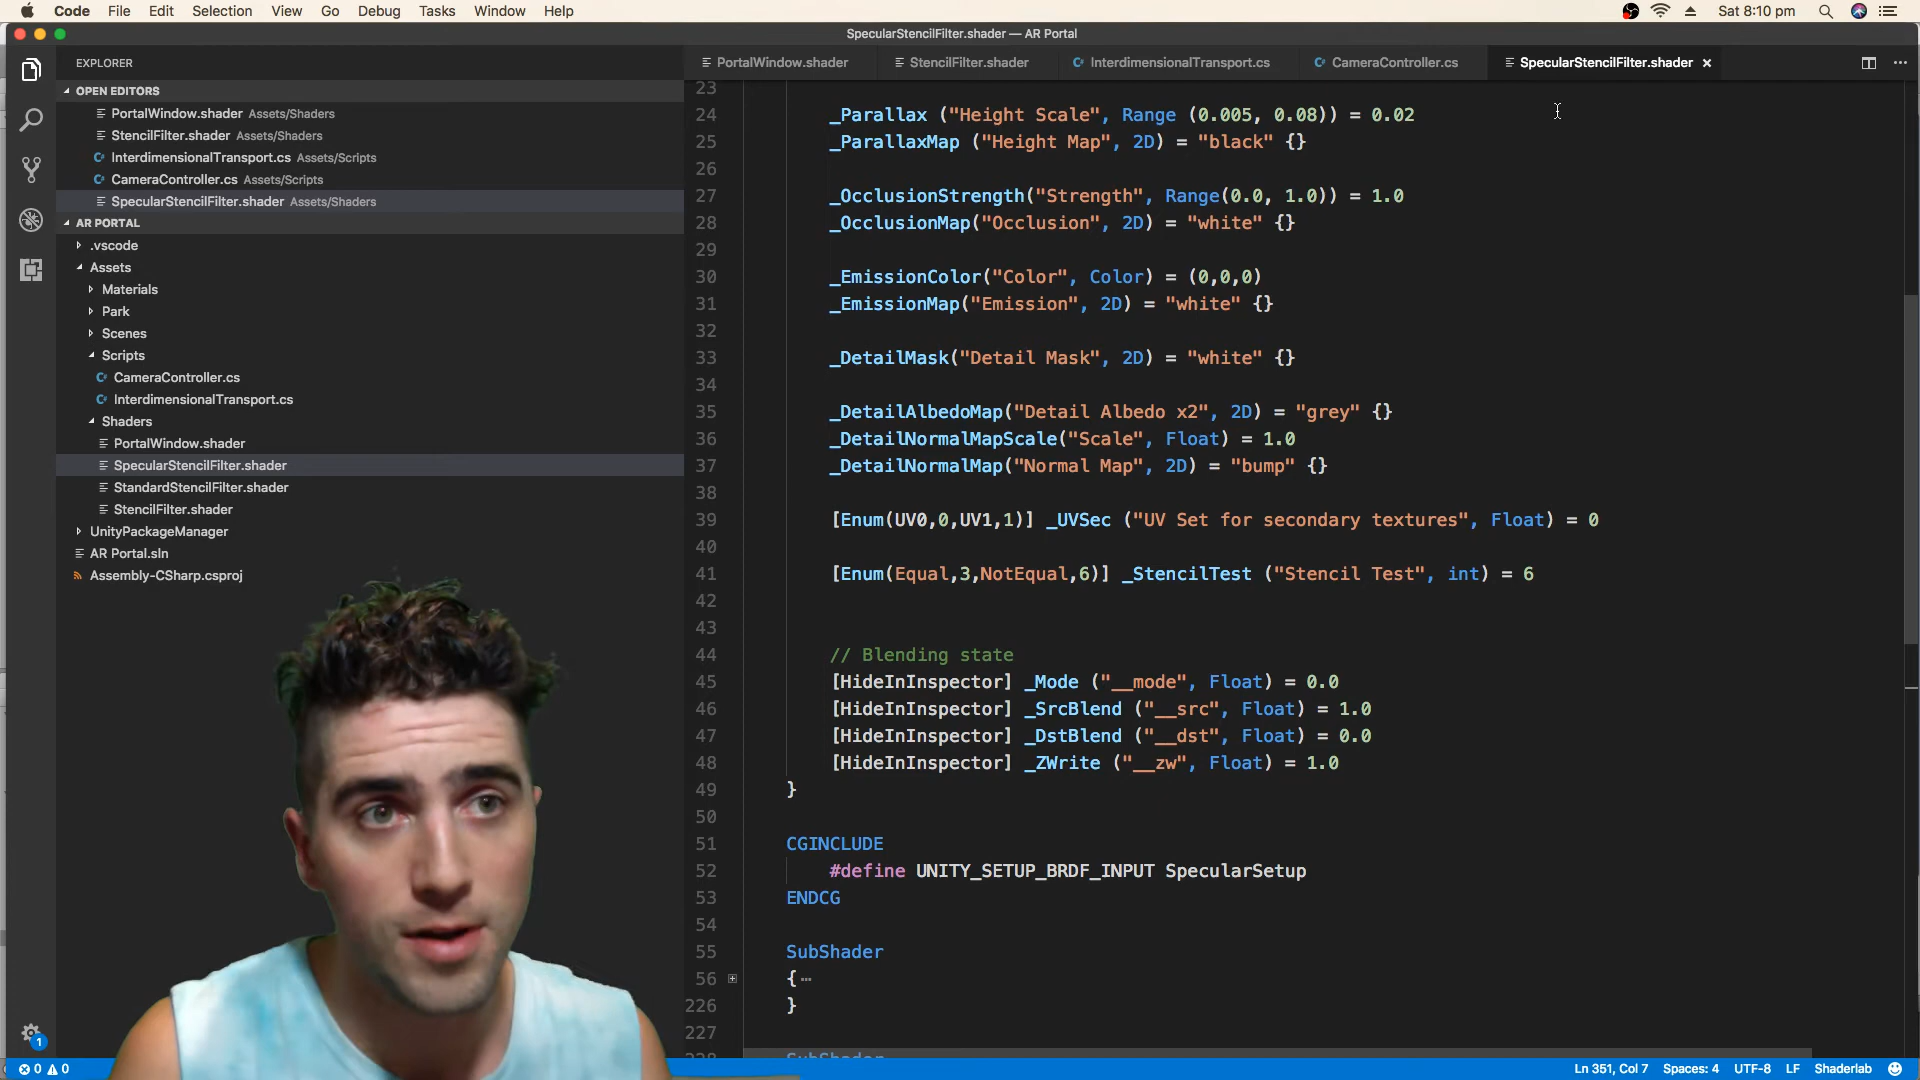 Code File Edit Selection View Go Debug Tasks Window Help
Sat 8:10 pm
SpecularStencilFilter.shader — AR Portal
EXPLORER
OPEN EDITORS
PortalWindow.shader Assets/Shaders
StencilFilter.shader Assets/Shaders
InterdimensionalTransport.cs Assets/Scripts
CameraController.cs Assets/Scripts
SpecularStencilFilter.shader Assets/Shaders
AR PORTAL
.vscode
Assets
Materials
Park
Scenes
Scripts
CameraController.cs
InterdimensionalTransport.cs
Shaders
PortalWindow.shader
SpecularStencilFilter.shader
StandardStencilFilter.shader
StencilFilter.shader
UnityPackageManager
AR Portal.sln
Assembly-CSharp.csproj
PortalWindow.shader StencilFilter.shader InterdimensionalTransport.cs CameraController.cs SpecularStencilFilter.shader
23
24 _Parallax ("Height Scale", Range (0.005, 0.08)) = 0.02
25 _ParallaxMap ("Height Map", 2D) = "black" {}
26
27 _OcclusionStrength("Strength", Range(0.0, 1.0)) = 1.0
28 _OcclusionMap("Occlusion", 2D) = "white" {}
29
30 _EmissionColor("Color", Color) = (0,0,0)
31 _EmissionMap("Emission", 2D) = "white" {}
32
33 _DetailMask("Detail Mask", 2D) = "white" {}
34
35 _DetailAlbedoMap("Detail Albedo x2", 2D) = "grey" {}
36 _DetailNormalMapScale("Scale", Float) = 1.0
37 _DetailNormalMap("Normal Map", 2D) = "bump" {}
38
39 [Enum(UV0,0,UV1,1)] _UVSec ("UV Set for secondary textures", Float) = 0
40
41 [Enum(Equal,3,NotEqual,6)] _StencilTest ("Stencil Test", int) = 6
42
43
44 // Blending state
45 [HideInInspector] _Mode ("__mode", Float) = 0.0
46 [HideInInspector] _SrcBlend ("__src", Float) = 1.0
47 [HideInInspector] _DstBlend ("__dst", Float) = 0.0
48 [HideInInspector] _ZWrite ("__zw", Float) = 1.0
49 }
50
51 CGINCLUDE
52 #define UNITY_SETUP_BRDF_INPUT SpecularSetup
53 ENDCG
54
55 SubShader
56 {
226 }
227
228 SubShader
1
0 0
Ln 351, Col 7 Spaces: 4 UTF-8 LF Shaderlab